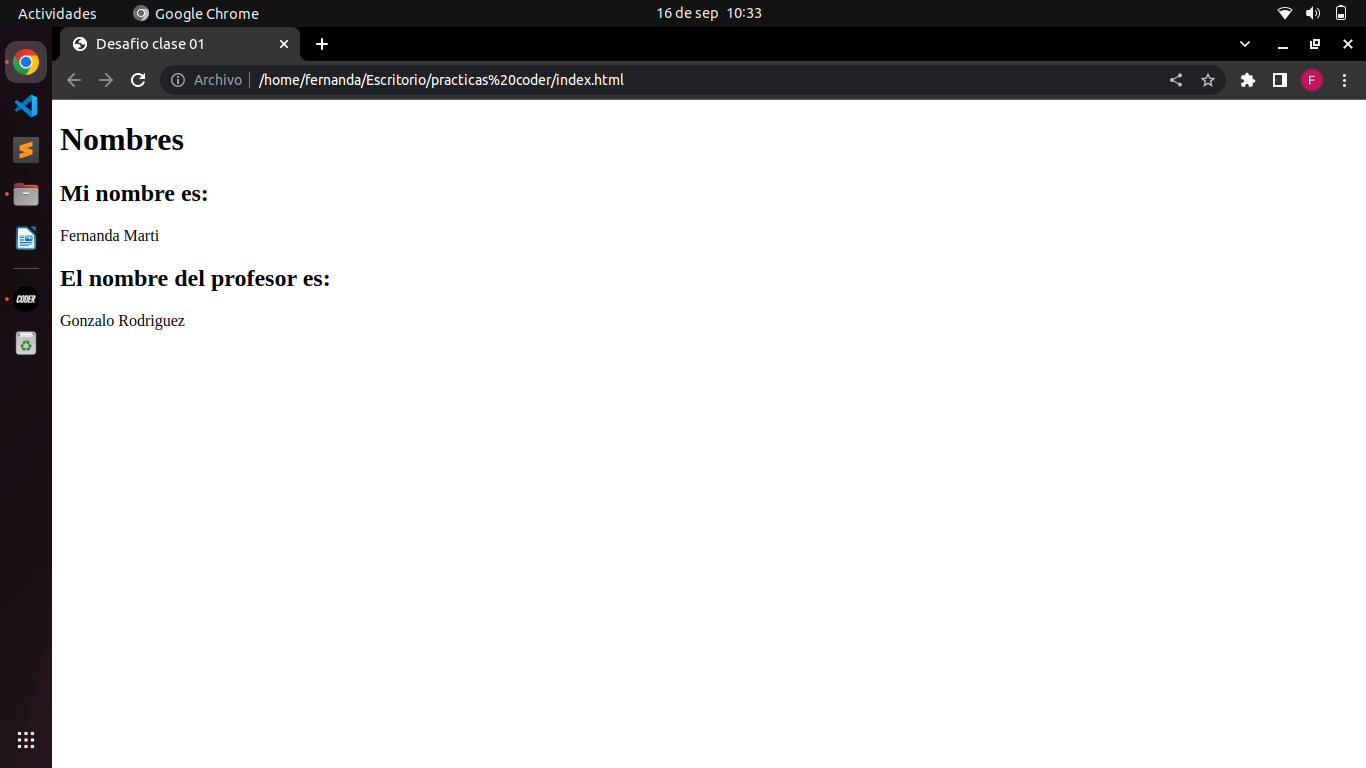 Actividades Google Chrome 16 de sep 10:33
Desafio clase 01
Archivo /home/fernanda/Escritorio/practicas%20coder/index.html
F
Nombres
Mi nombre es:
Fernanda Marti
El nombre del profesor es:
Gonzalo Rodriguez
CODER